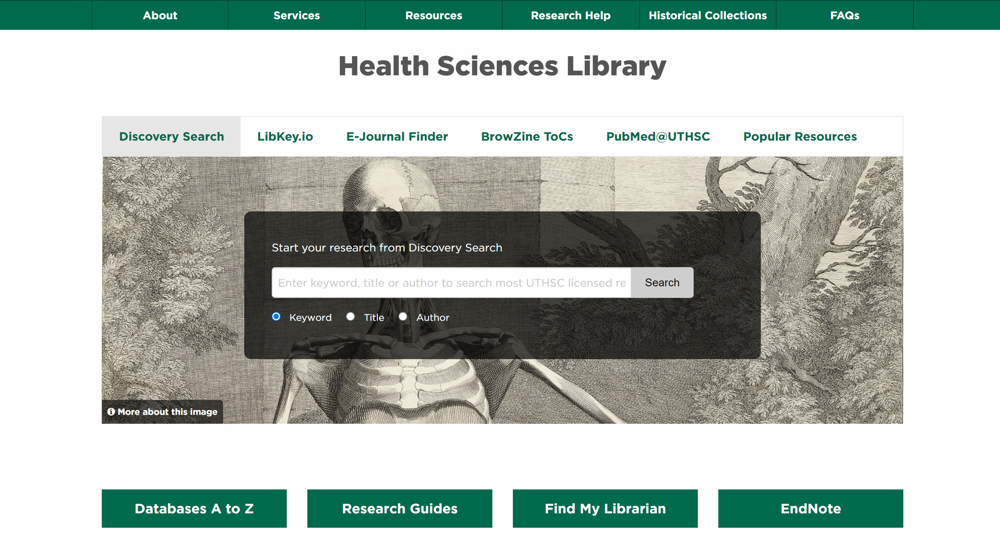 About
Services
Resources
Research Help
Historical Collections
FAQs
Health Sciences Library
Discovery Search
LibKey.io
E-Journal Finder
BrowZine ToCs
PubMed@UTHSC
Popular Resources
Start your research from Discovery Search
Enter keyword, title or author to search most UTHSC licensed re
Search
Keyword
Title
Author
More about this image
Databases A to Z
Research Guides
Find My Librarian
EndNote